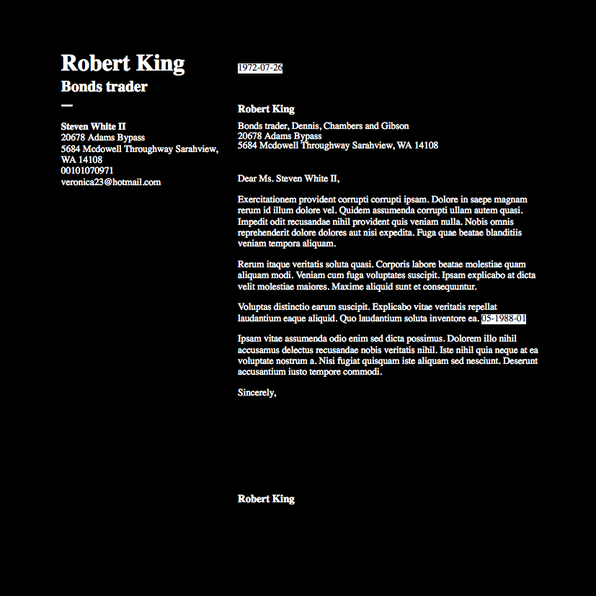 Robert King
Bonds trader
Steven White II
20678 Adams Bypass
5684 Mcdowell Throughway Sarahview,
WA 14108
00101070971
veronica23@hotmail.com
1972-07-26
Robert King
Bonds trader, Dennis, Chambers and Gibson
20678 Adams Bypass
5684 Mcdowell Throughway Sarahview, WA 14108
Dear Ms. Steven White II,
Exercitationem provident corrupti corrupti ipsam. Dolore in saepe magnam
rerum id illum dolore vel. Quidem assumenda corrupti ullam autem quasi.
Impedit odit recusandae nihil provident quis veniam nulla. Nobis omnis
reprehenderit dolore dolores aut nisi expedita. Fuga quae beatae blanditiis
veniam tempora aliquam.
Rerum itaque veritatis soluta quasi. Corporis labore beatae molestiae quam
aliquam modi. Veniam cum fuga voluptates suscipit. Ipsam explicabo at dicta
velit molestiae maiores. Maxime aliquid sunt et consequuntur.
Voluptas distinctio earum suscipit. Explicabo vitae veritatis repellat
laudantium eaque aliquid. Quo laudantium soluta inventore ea. 05-1988-01
Ipsam vitae assumenda odio enim sed dicta possimus. Dolorem illo nihil
accusamus delectus recusandae nobis veritatis nihil. Iste nihil quia neque at ea
voluptate nostrum a. Nisi fugiat quisquam iste aliquam sed nesciunt. Deserunt
accusantium iusto tempore commodi.
Sincerely,
Robert King